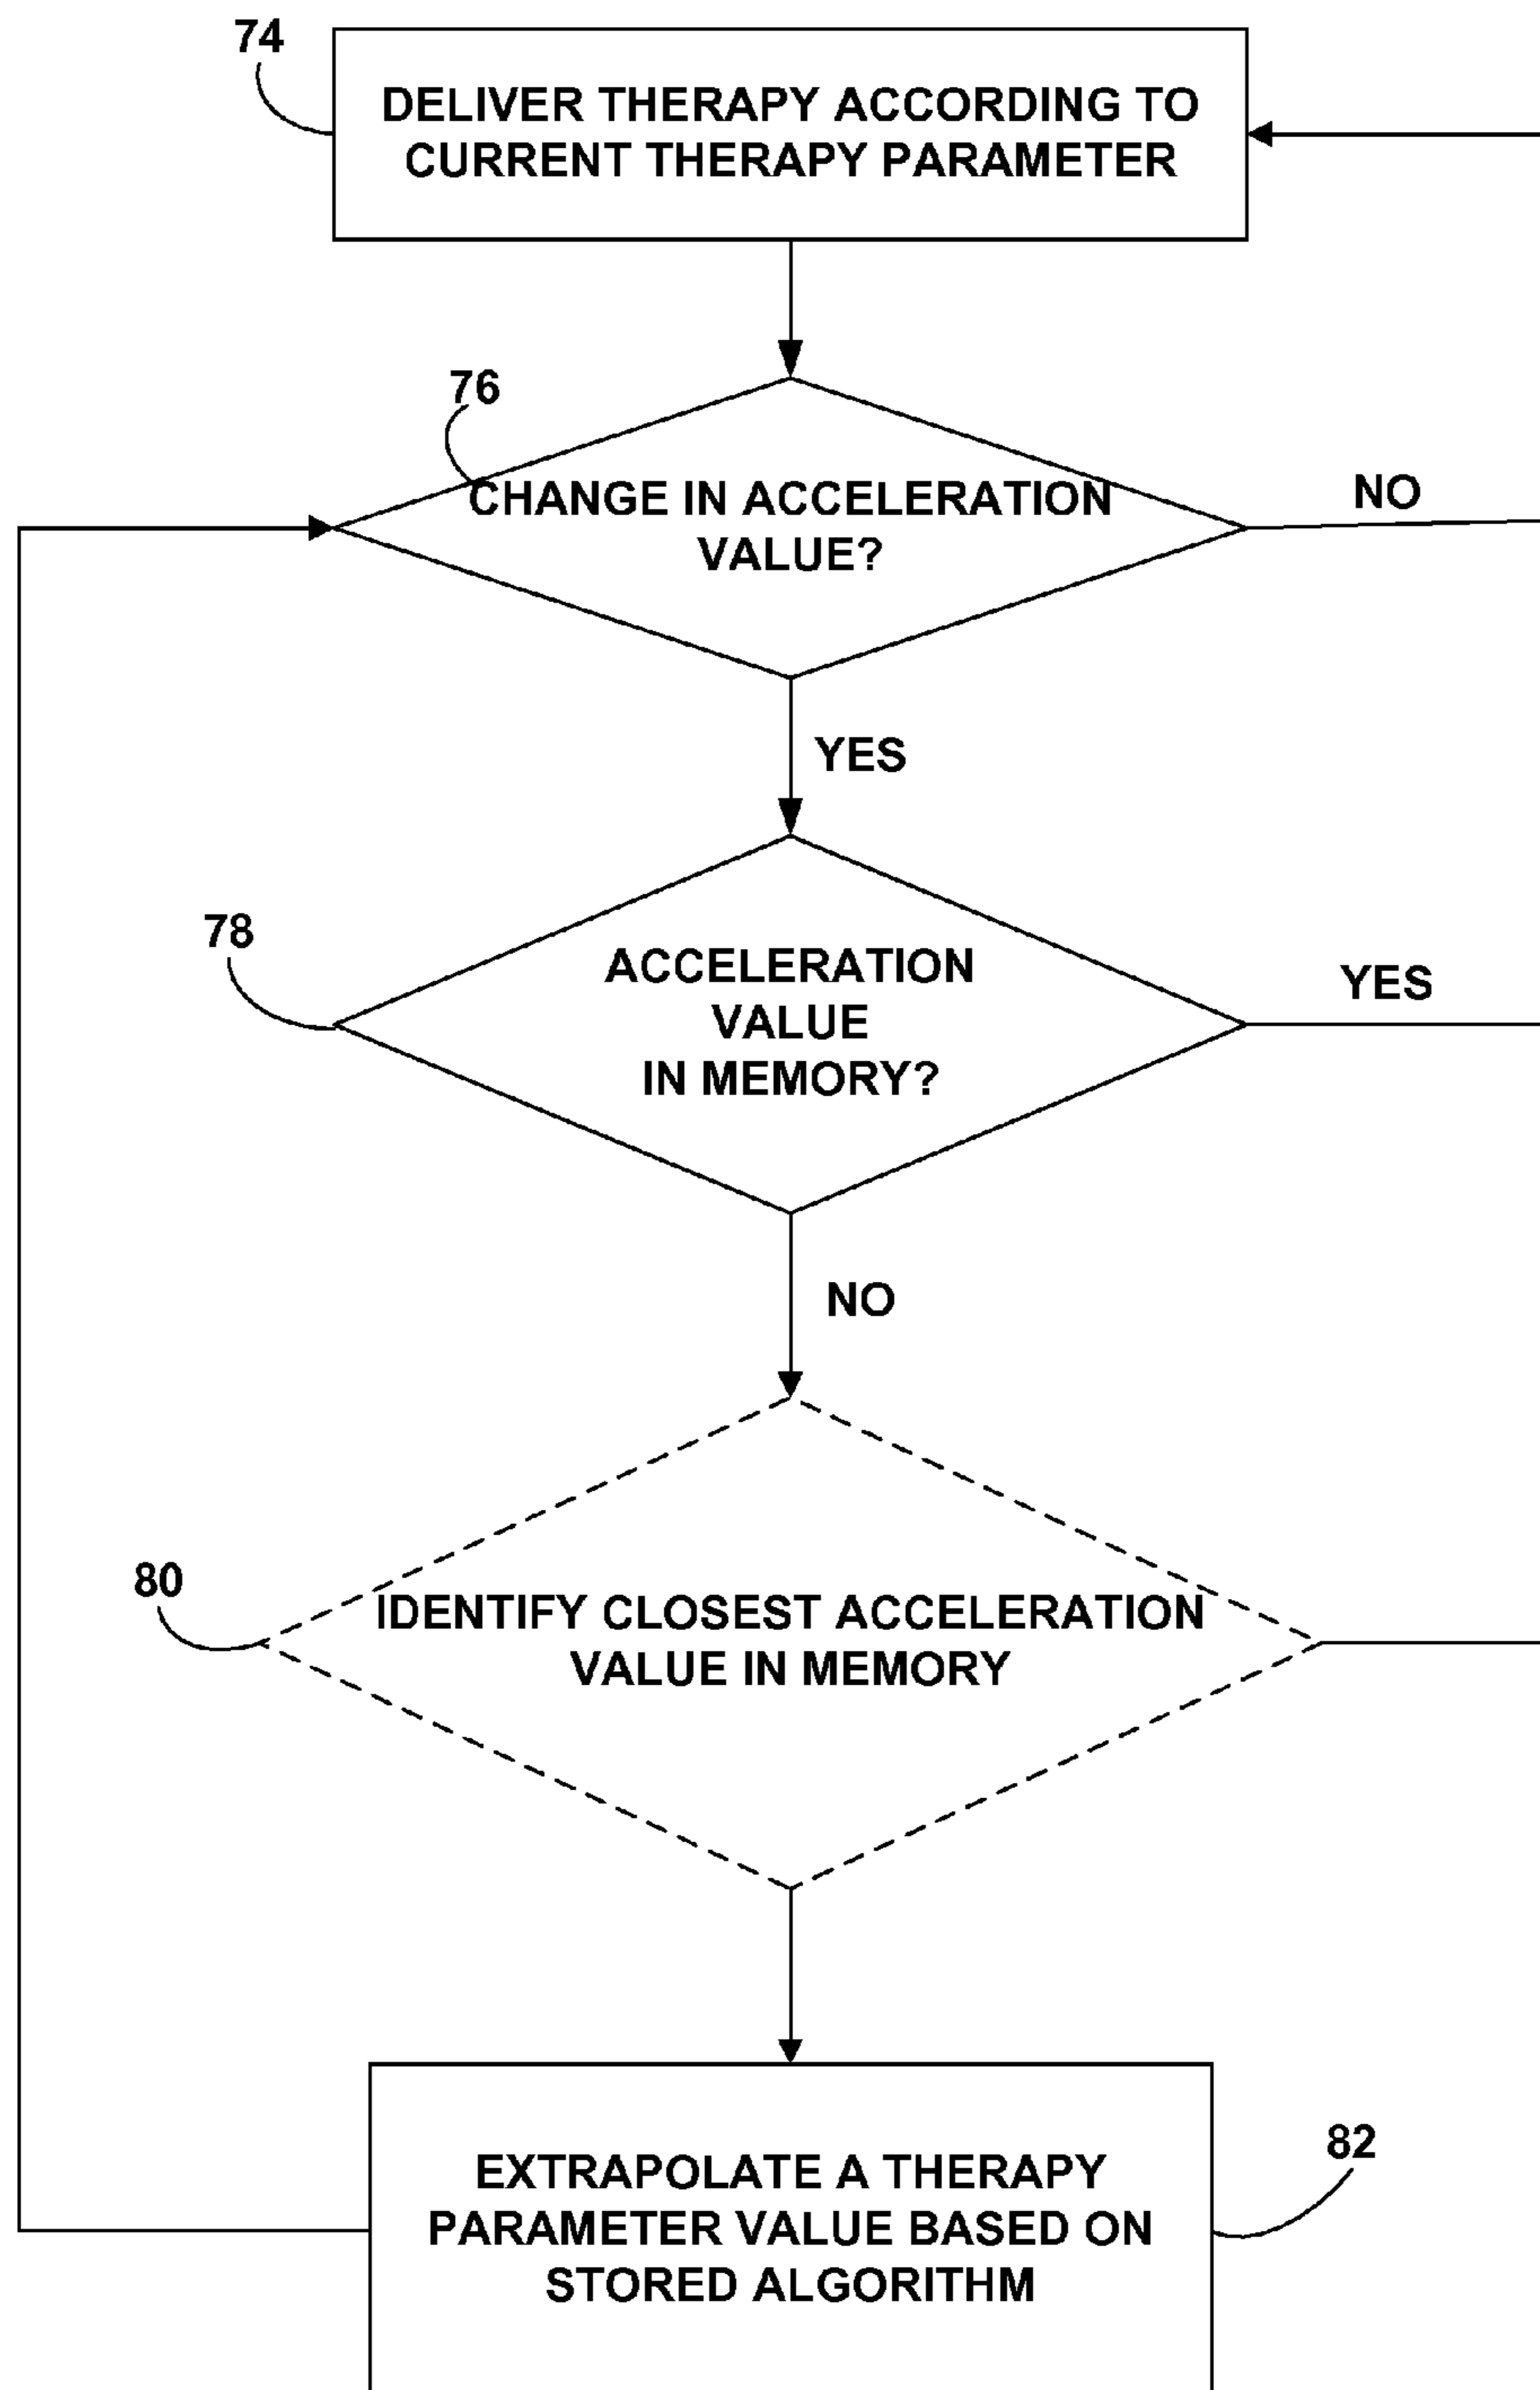 74
DELIVER THERAPY ACCORDING TO
CURRENT THERAPY PARAMETER
76
CHANGE IN ACCELERATION
VALUE?
NO
YES
78
ACCELERATION
VALUE
IN MEMORY?
YES
NO
80
IDENTIFY CLOSEST ACCELERATION
VALUE IN MEMORY
82
EXTRAPOLATE A THERAPY
PARAMETER VALUE BASED ON
STORED ALGORITHM